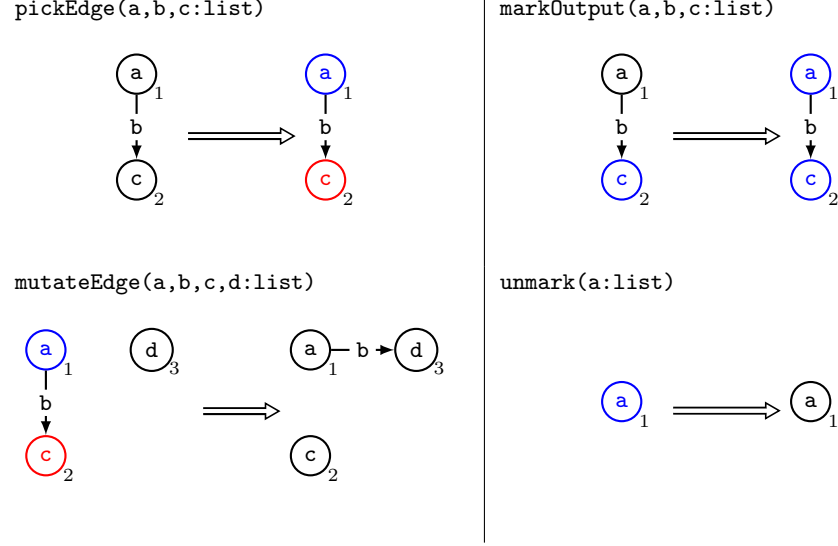 pickEdge(a,b,c:list)
a 1 a 1
b b
c 2 c 2
markOutput(a,b,c:list)
a 1 a 1
b b
c 2 c 2
mutateEdge(a,b,c,d:list)
a 1 d 3 a 1 b d 3
b
c 2 c 2
unmark(a:list)
a 1 a 1